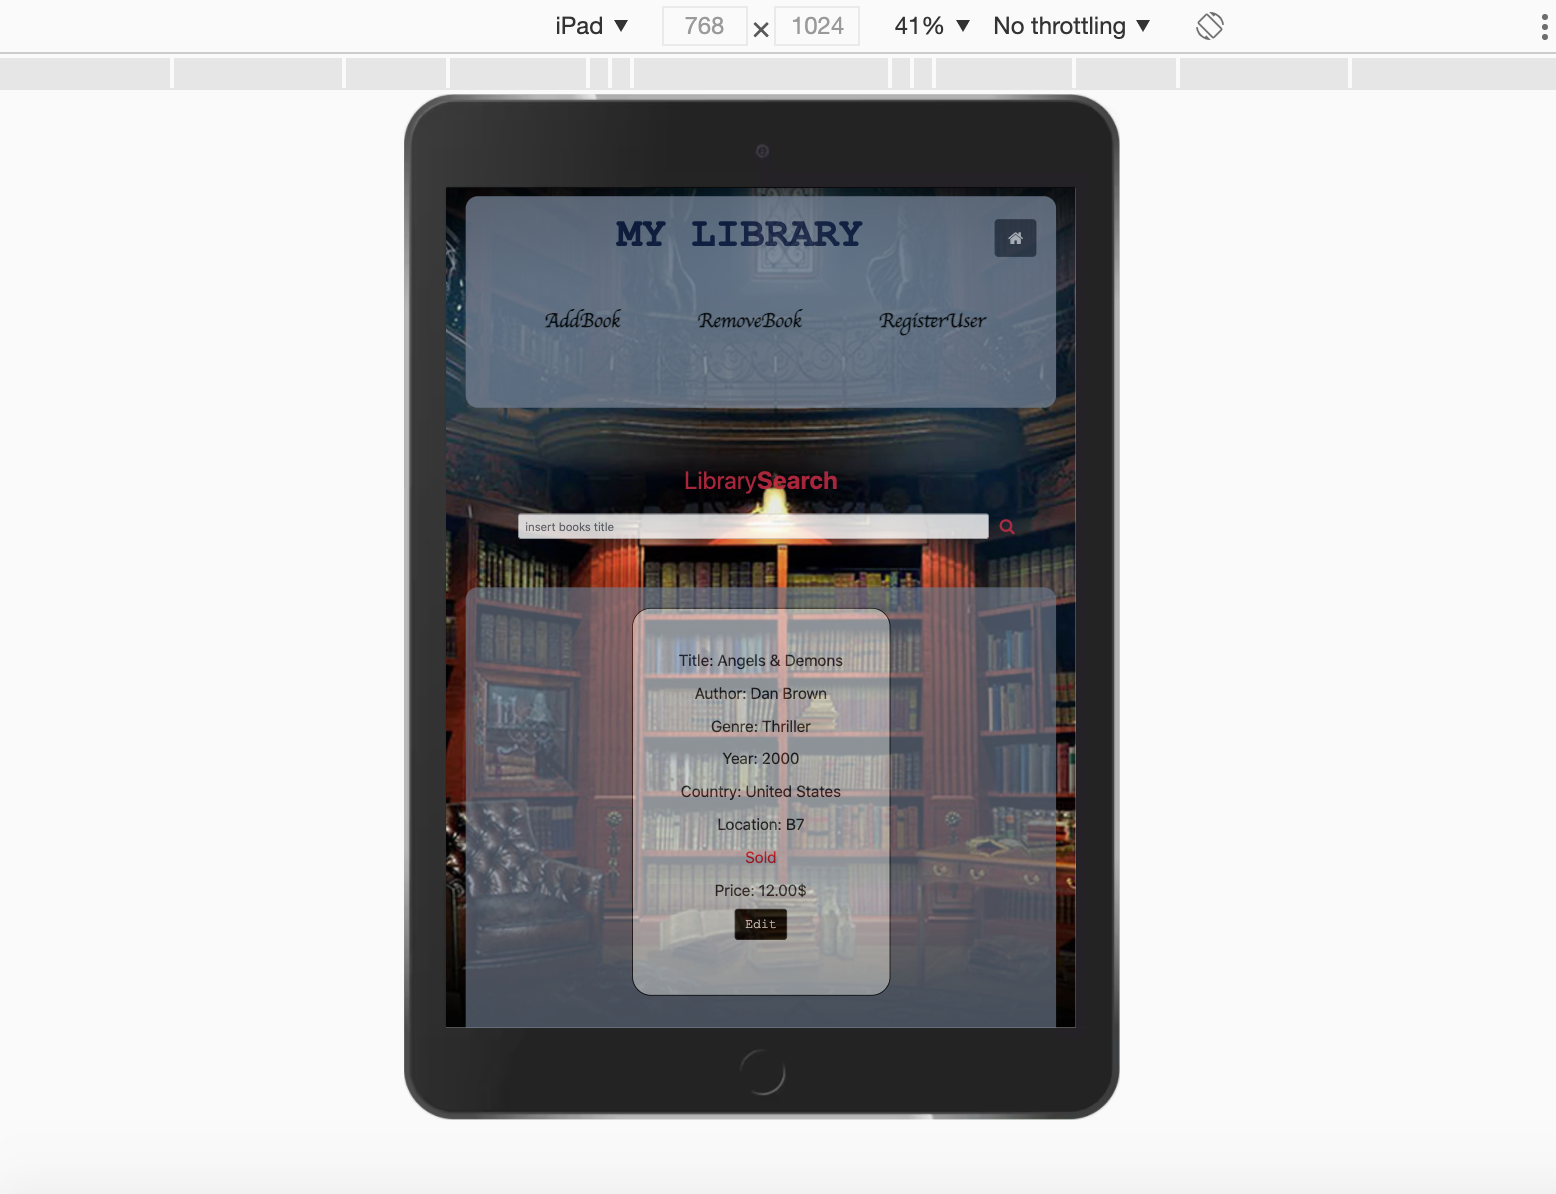 iPad ▼ 768 × 1024 41% ▼ No throttling ▼
MY LIBRARY
AddBook RemoveBook RegisterUser
LibrarySearch
insert books title
Title: Angels & Demons
Author: Dan Brown
Genre: Thriller
Year: 2000
Country: United States
Location: B7
Sold
Price: 12.00$
Edit